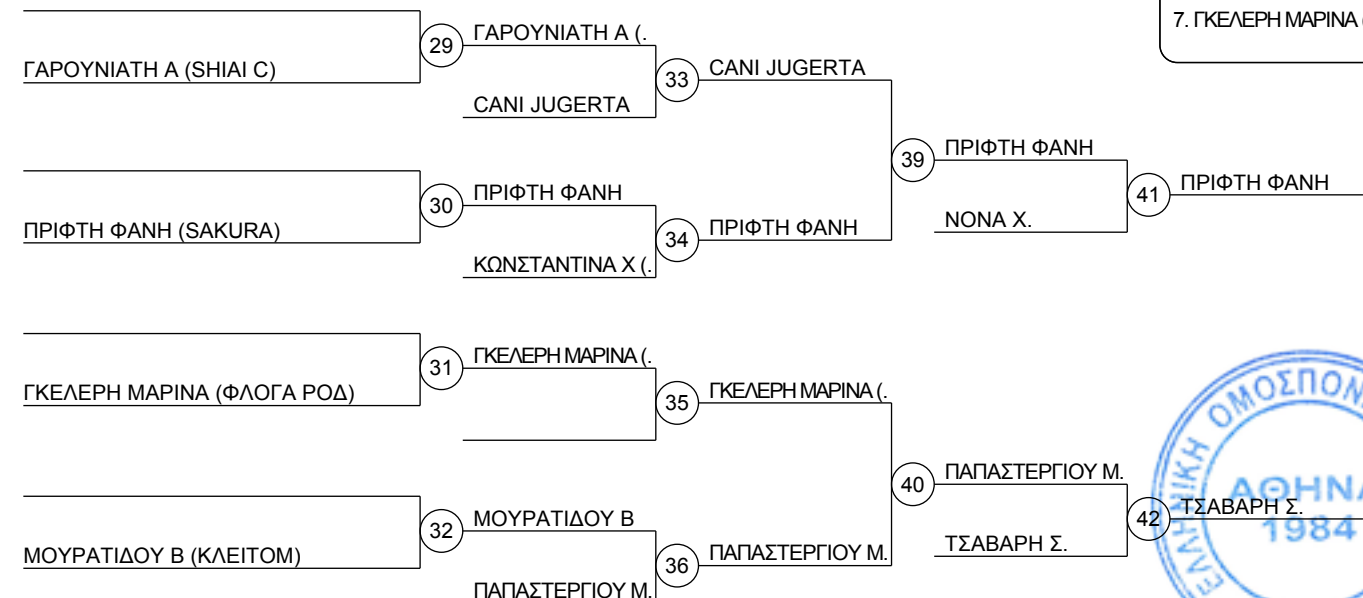 7. ΓΚΕΛΕΡΗ ΜΑΡΙΝΑ (
29 ΓΑΡΟΥΝΙΑΤΗ Α (.
ΓΑΡΟΥΝΙΑΤΗ Α (SHIAI C)
33 CANI JUGERTA
CANI JUGERTA
39 ΠΡΙΦΤΗ ΦΑΝΗ
30 ΠΡΙΦΤΗ ΦΑΝΗ
41 ΠΡΙΦΤΗ ΦΑΝΗ
ΠΡΙΦΤΗ ΦΑΝΗ (SAKURA)
34 ΠΡΙΦΤΗ ΦΑΝΗ
ΝΟΝΑ Χ.
ΚΩΝΣΤΑΝΤΙΝΑ Χ (.
31 ΓΚΕΛΕΡΗ ΜΑΡΙΝΑ (.
ΓΚΕΛΕΡΗ ΜΑΡΙΝΑ (ΦΛΟΓΑ ΡΟΔ)
35 ΓΚΕΛΕΡΗ ΜΑΡΙΝΑ (.
40 ΠΑΠΑΣΤΕΡΓΙΟΥ Μ.
32 ΜΟΥΡΑΤΙΔΟΥ Β
42 ΤΣΑΒΑΡΗ Σ.
ΜΟΥΡΑΤΙΔΟΥ Β (ΚΛΕΙΤΟΜ)
36 ΠΑΠΑΣΤΕΡΓΙΟΥ Μ.
ΤΣΑΒΑΡΗ Σ.
ΠΑΠΑΣΤΕΡΓΙΟΥ Μ.
ΕΛΛΗΝΙΚΗ ΟΜΟΣΠΟΝ
ΑΘΗΝΑ
1984